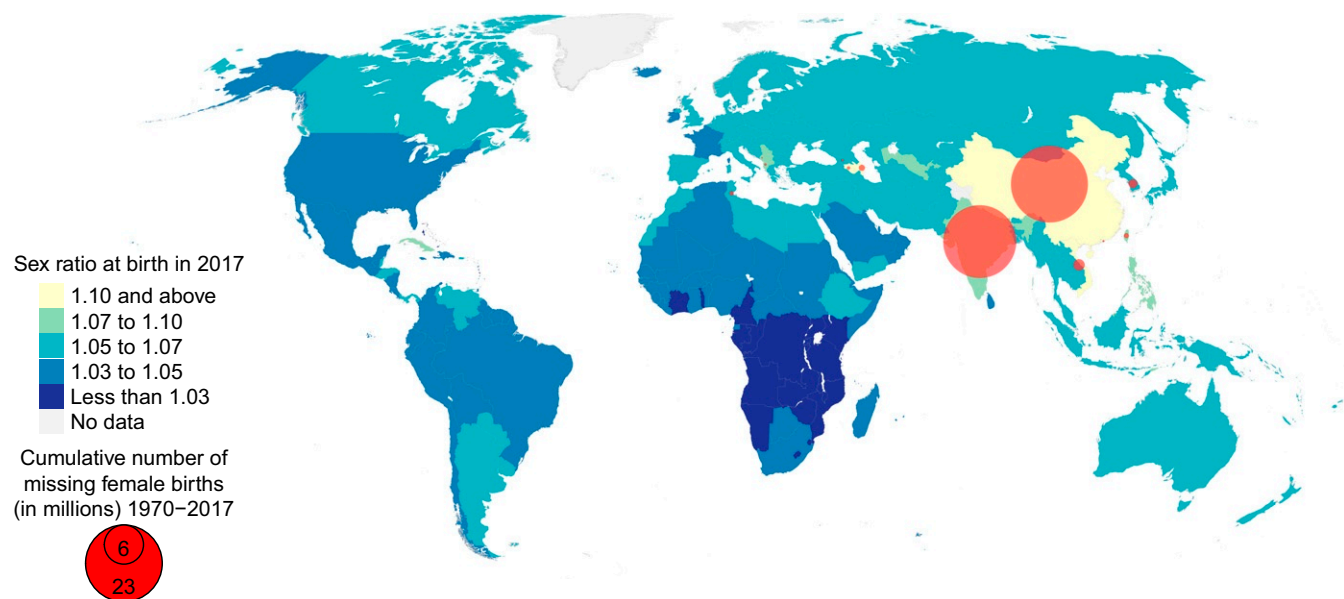 Sex ratio at birth in 2017
1.10 and above
1.07 to 1.10
1.05 to 1.07
1.03 to 1.05
Less than 1.03
No data
Cumulative number of
missing female births
(in millions) 1970−2017
6
23